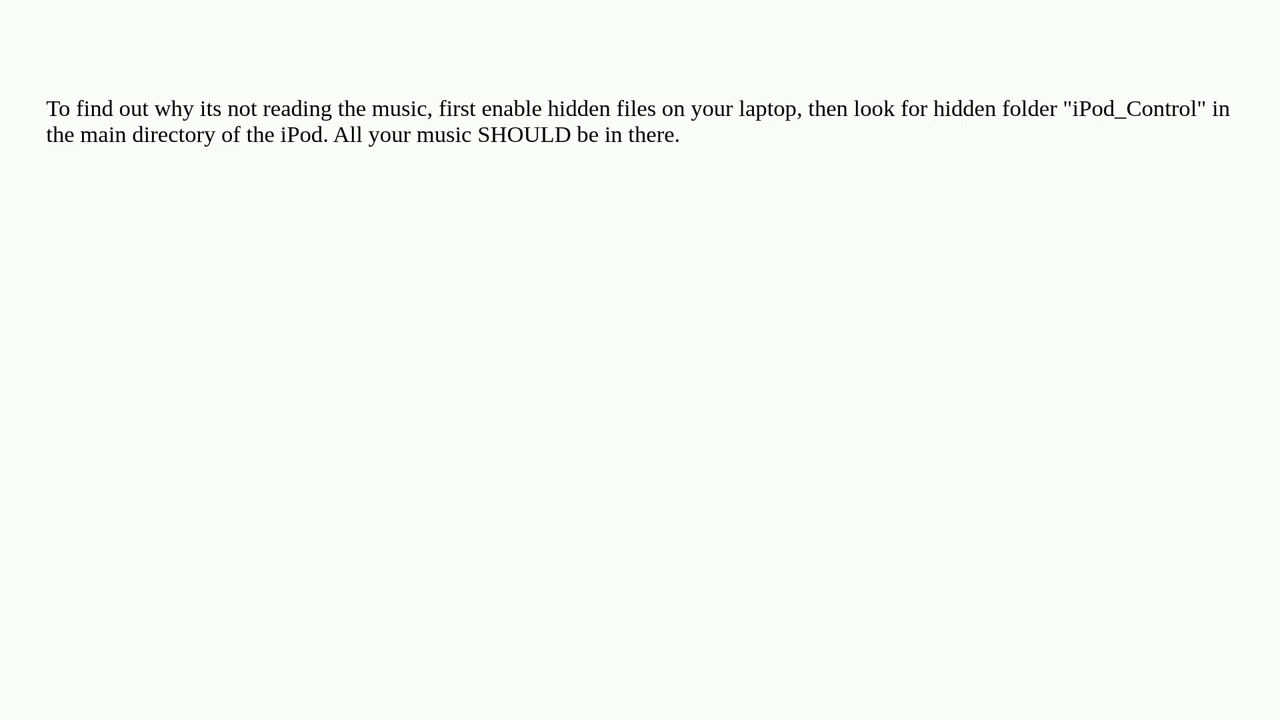 To find out why its not reading the music, first enable hidden files on your laptop, then look for hidden folder "iPod_Control" in
the main directory of the iPod. All your music SHOULD be in there.